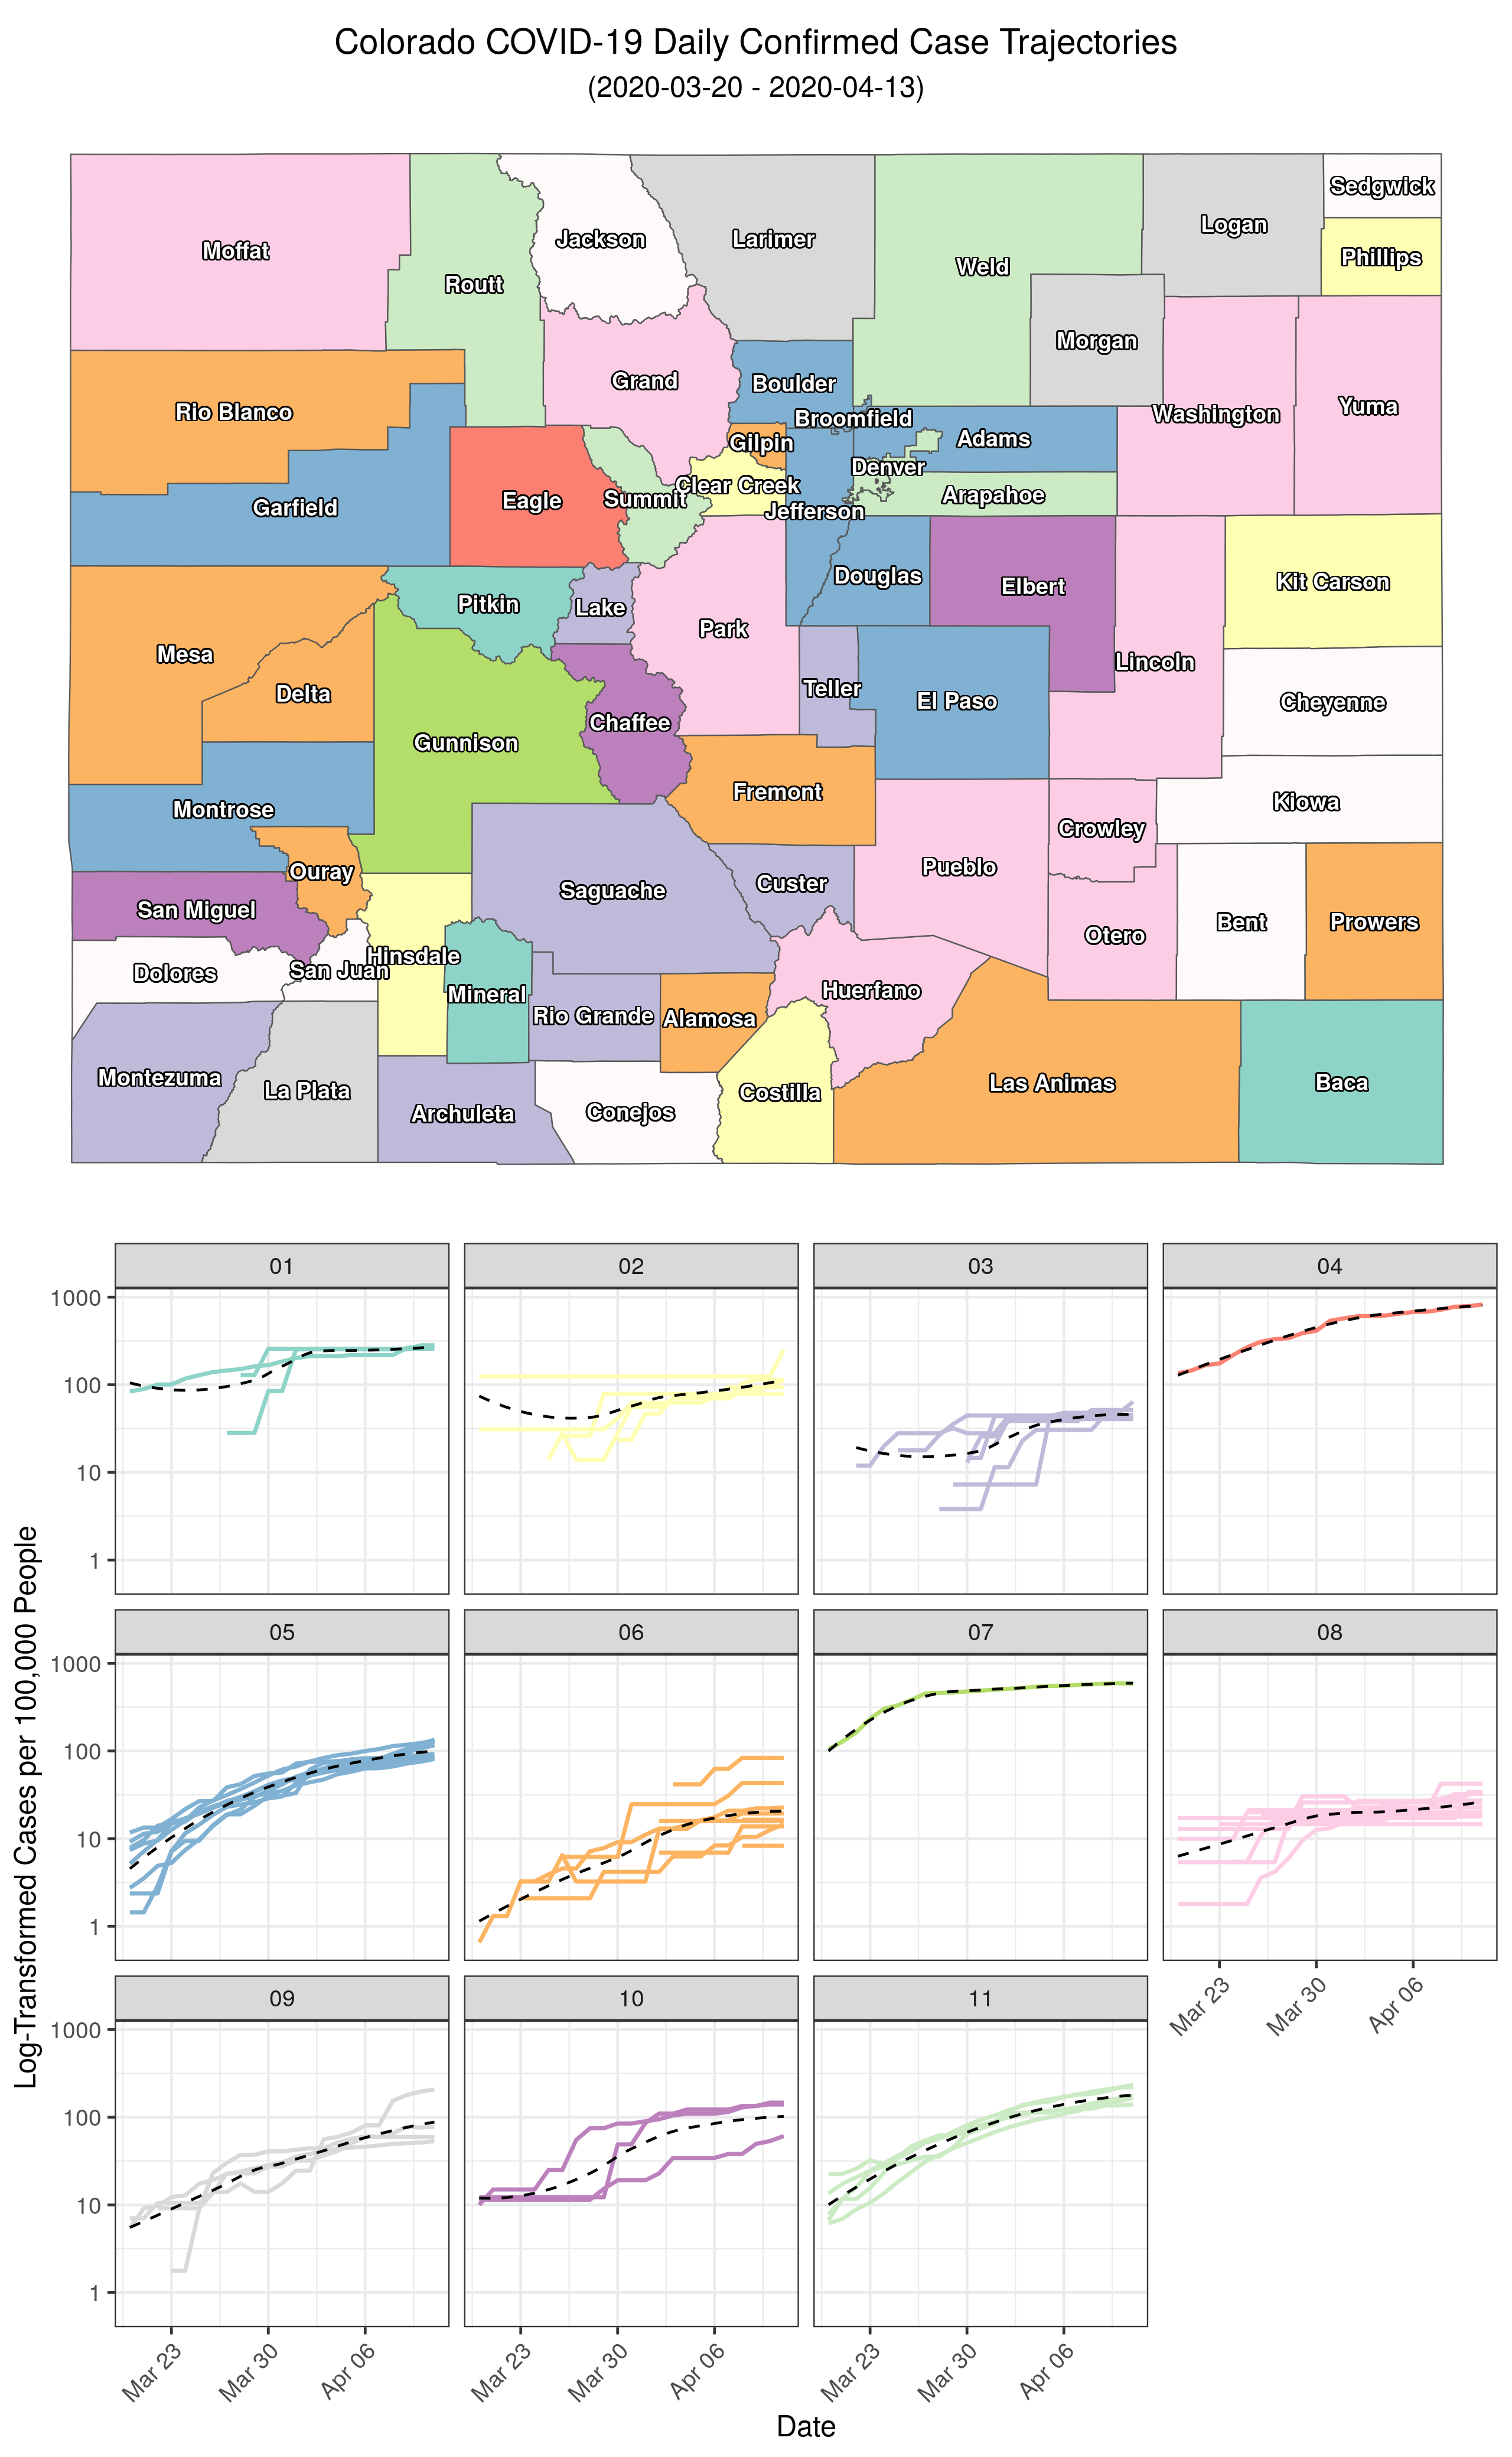 Colorado COVID-19 Daily Confirmed Case Trajectories
(2020-03-20 - 2020-04-13)
Sedgwick
Logan
Moffat
Jackson
Larimer
Phillips
Weld
Routt
Morgan
Grand
Boulder
Yuma
Rio Blanco
Washington
Broomfield
Adams
Gilpin
Denver
Clear Creek
Arapahoe
Eagle
Summit
Garfield
Jefferson
Douglas
Kit Carson
Elbert
Pitkin
Lake
Park
Mesa
Lincoln
Teller
Delta
El Paso
Cheyenne
Chaffee
Gunnison
Fremont
Kiowa
Montrose
Crowley
Pueblo
Ouray
Custer
Saguache
San Miguel
Bent
Prowers
Otero
Hinsdale
San Juan
Dolores
Huerfano
Mineral
Rio Grande
Alamosa
Montezuma
Las Animas
Baca
La Plata
Costilla
Archuleta
Conejos
01 02 03 04
1000
100
10
1
05 06 07 08
1000
100
10
1
Mar 23 Mar 30 Apr 06
09 10 11
1000
100
10
1
Mar 23 Mar 30 Apr 06 Mar 23 Mar 30 Apr 06 Mar 23 Mar 30 Apr 06
Log-Transformed Cases per 100,000 People
Date